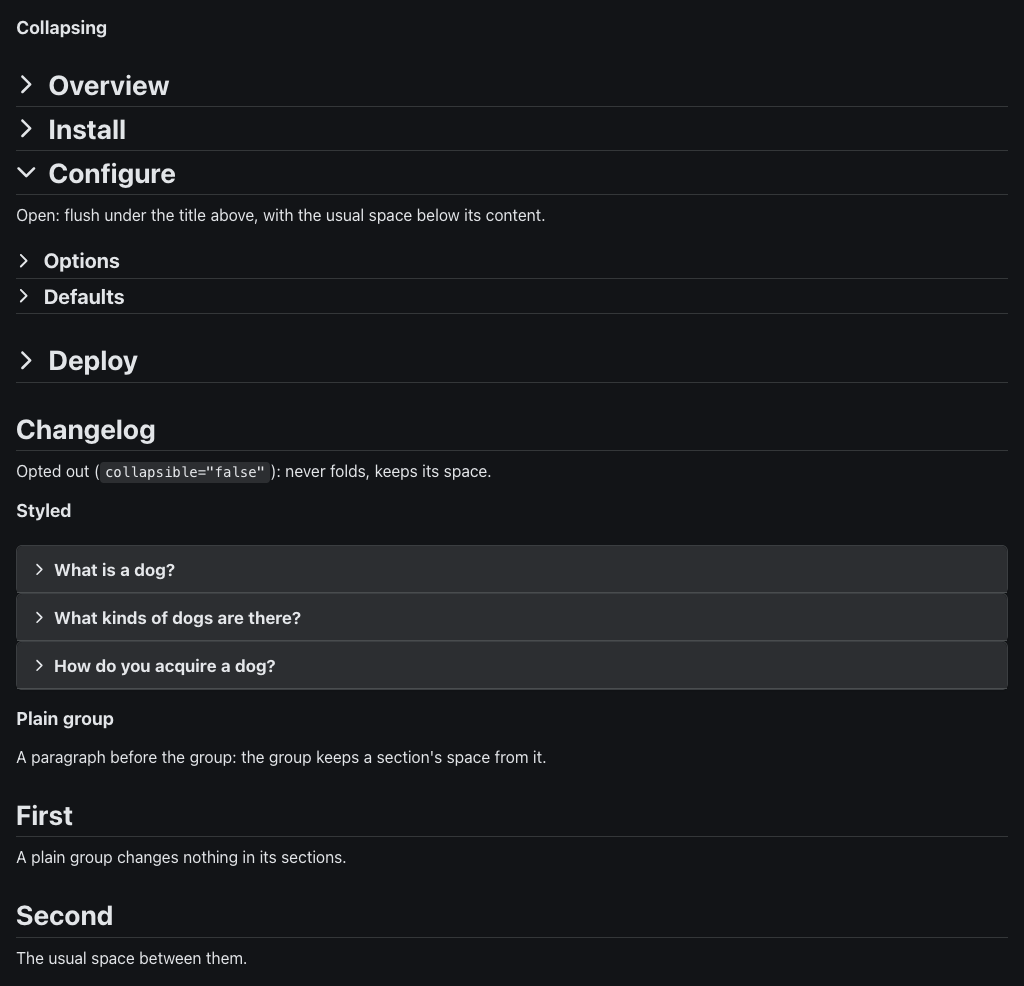 Collapsing
Overview
Install
Configure
Open: flush under the title above, with the usual space below its content.
Options
Defaults
Deploy
Changelog
Opted out (collapsible="false"): never folds, keeps its space.
Styled
What is a dog?
What kinds of dogs are there?
How do you acquire a dog?
Plain group
A paragraph before the group: the group keeps a section's space from it.
First
A plain group changes nothing in its sections.
Second
The usual space between them.